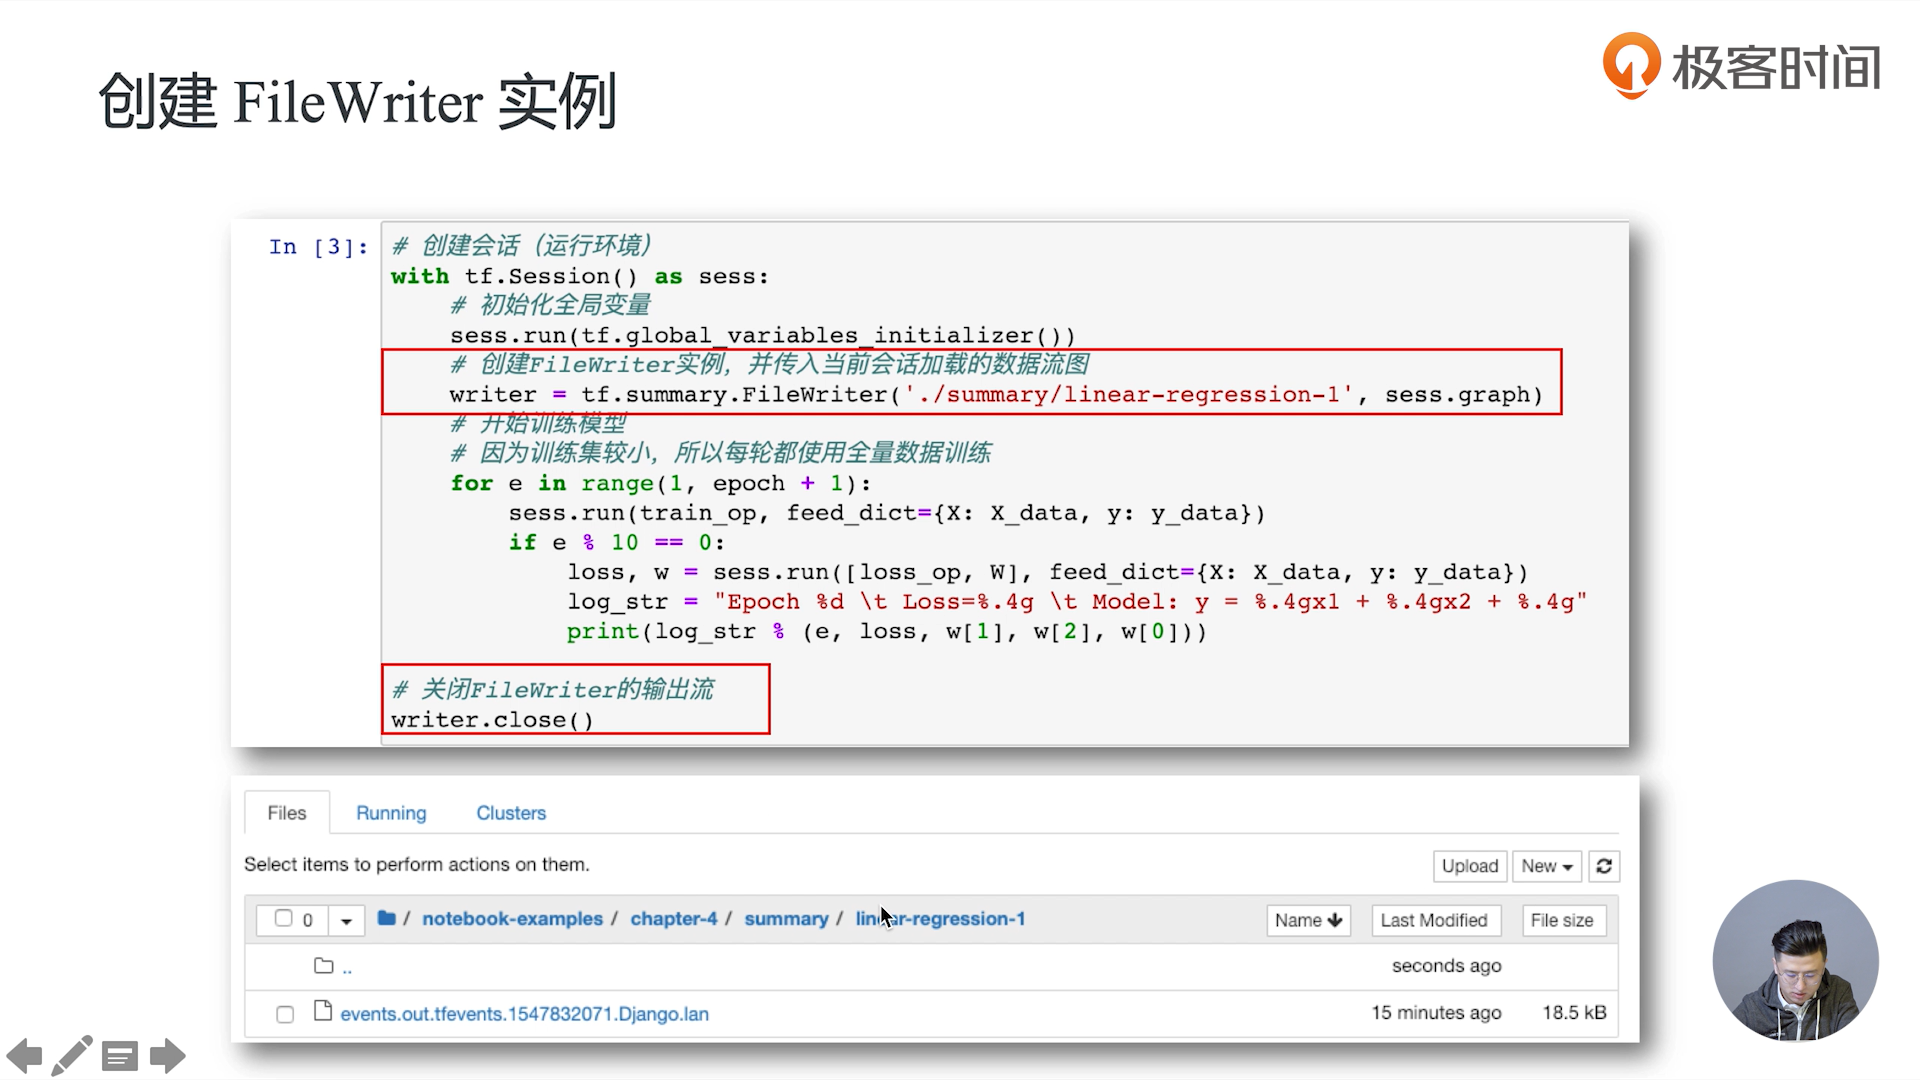 创建 FileWriter 实例
极客时间
In [3]:
# 创建会话（运行环境）
with tf.Session() as sess:
    # 初始化全局变量
    sess.run(tf.global_variables_initializer())
    # 创建FileWriter实例，并传入当前会话加载的数据流图
    writer = tf.summary.FileWriter('./summary/linear-regression-1', sess.graph)
    # 开始训练模型
    # 因为训练集较小，所以每轮都使用全量数据训练
    for e in range(1, epoch + 1):
        sess.run(train_op, feed_dict={X: X_data, y: y_data})
        if e % 10 == 0:
            loss, w = sess.run([loss_op, W], feed_dict={X: X_data, y: y_data})
            log_str = "Epoch %d \t Loss=%.4g \t Model: y = %.4gx1 + %.4gx2 + %.4g"
            print(log_str % (e, loss, w[1], w[2], w[0]))
# 关闭FileWriter的输出流
writer.close()
Files Running Clusters
Select items to perform actions on them.
Upload New
0 / notebook-examples / chapter-4 / summary / linear-regression-1 Name Last Modified File size
.. seconds ago
events.out.tfevents.1547832071.Django.lan 15 minutes ago 18.5 kB